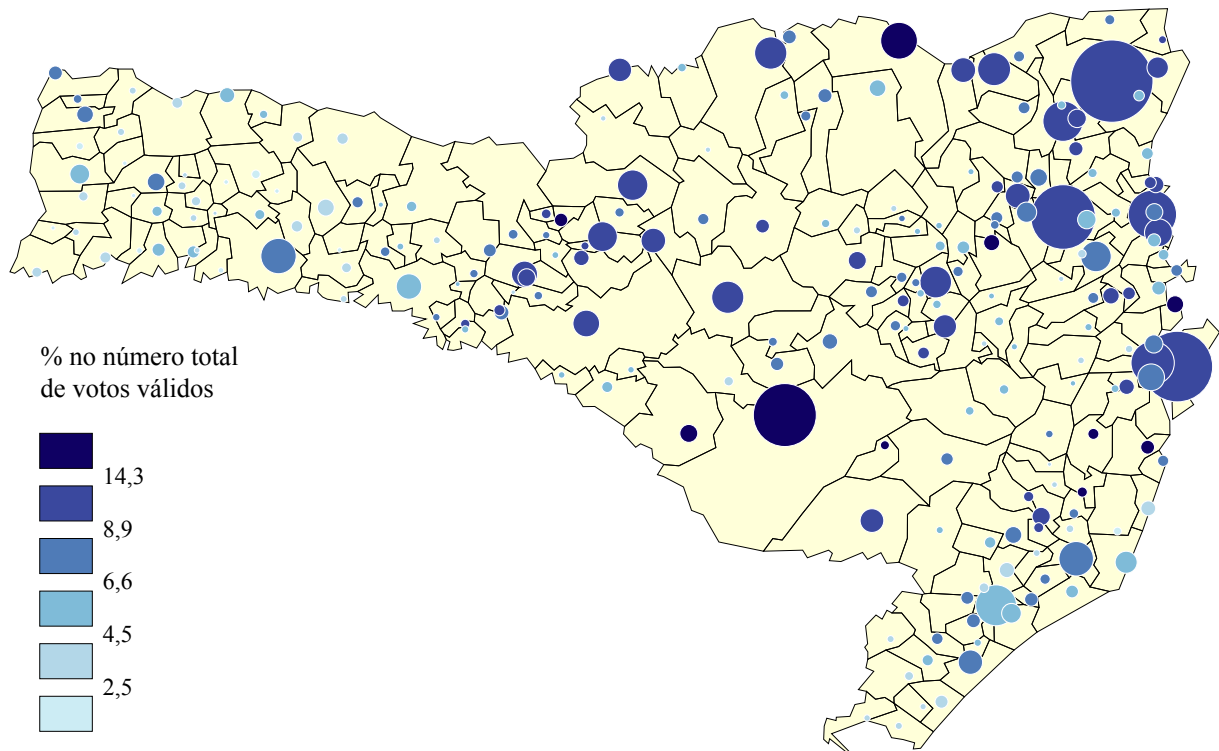 % no número total
de votos válidos
14,3
8,9
6,6
4,5
2,5